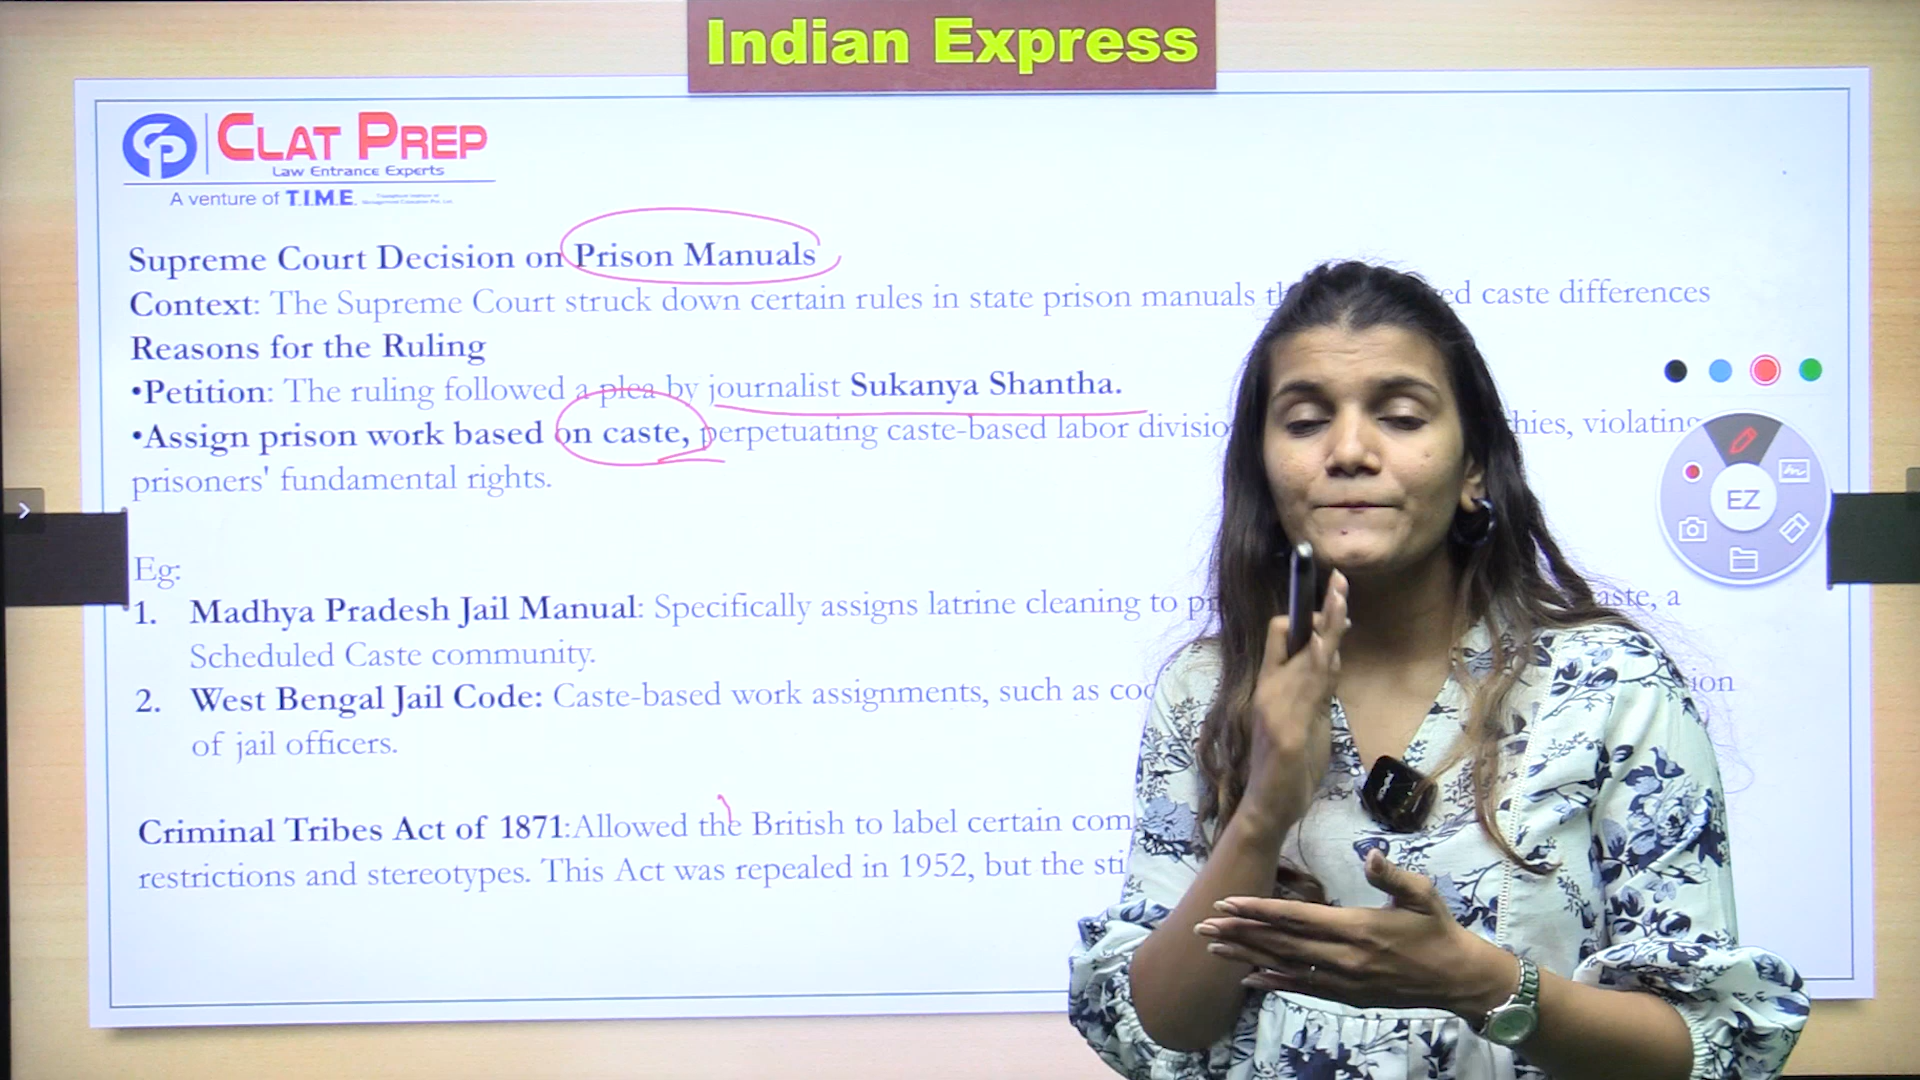 Indian Express
CLAT PREP
Law Entrance Experts
A venture of T.I.M.E.
Supreme Court Decision on Prison Manuals
Context: The Supreme Court struck down certain rules in state prison manuals ed caste differences
Reasons for the Ruling
•Petition: The ruling followed a plea by journalist Sukanya Shantha.
•Assign prison work based on caste, perpetuating caste-based labor divisio hies, violating
prisoners' fundamental rights.
EZ
Eg:
1. Madhya Pradesh Jail Manual: Specifically assigns latrine cleaning to aste, a
Scheduled Caste community.
2. West Bengal Jail Code: Caste-based work assignments, such as ion
of jail officers.
Criminal Tribes Act of 1871:Allowed the British to label certain com
restrictions and stereotypes. This Act was repealed in 1952, but the sti